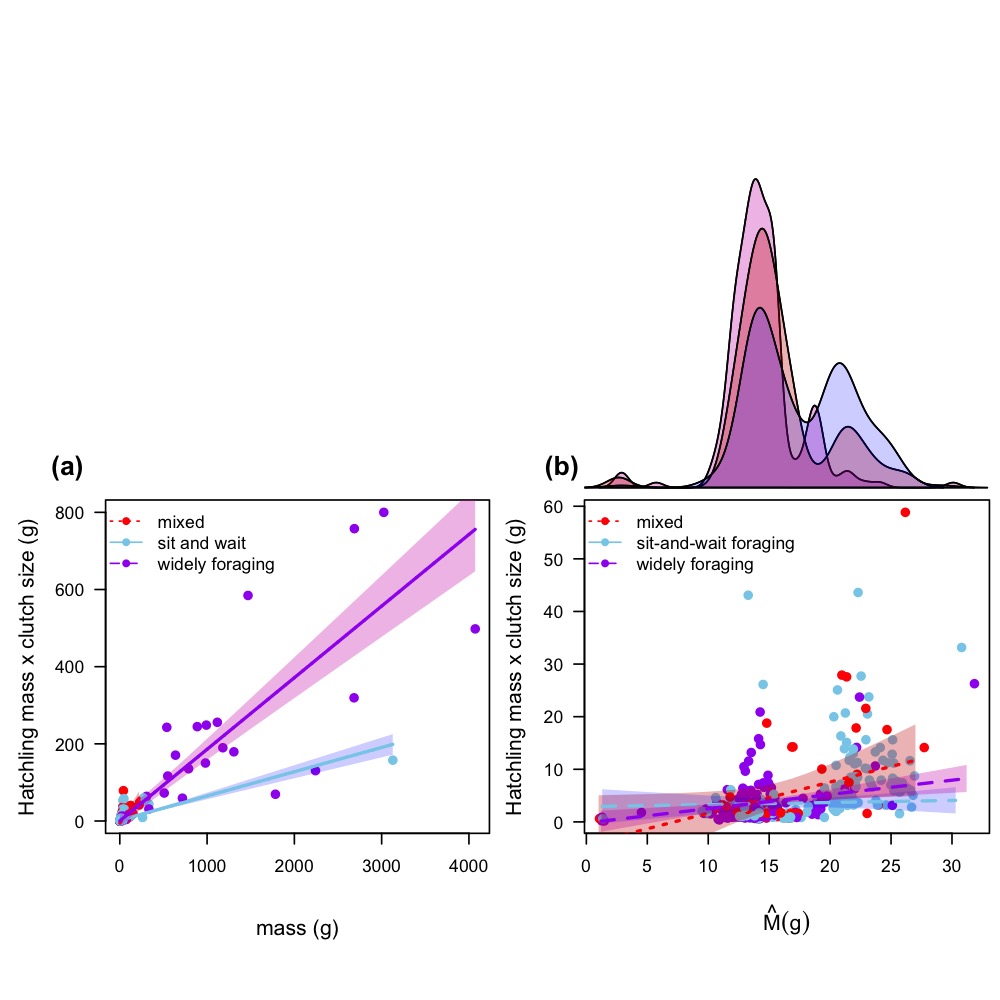 (a)
Hatchling mass x clutch size (g)
800
600
400
200
0
mixed
sit and wait
widely foraging
0
1000
2000
3000
4000
mass (g)
(b)
Hatchling mass x clutch size (g)
60
50
40
30
20
10
0
mixed
sit-and-wait foraging
widely foraging
0
5
10
15
20
25
30
M̂(g)